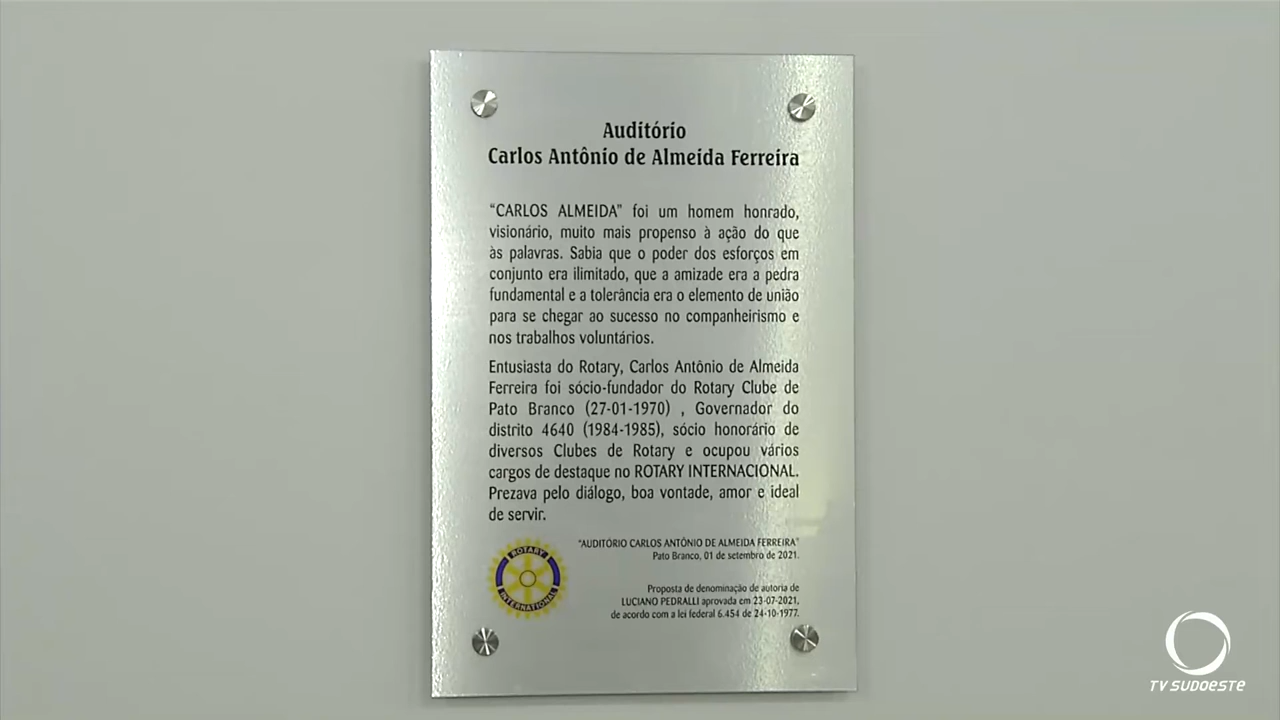 Auditório
Carlos Antônio de Almeida Ferreira
"CARLOS ALMEIDA" foi um homem honrado,
visionário, muito mais propenso à ação do que
às palavras. Sabia que o poder dos esforços em
conjunto era ilimitado, que a amizade era a pedra
fundamental e a tolerância era o elemento de união
para se chegar ao sucesso no companheirismo e
nos trabalhos voluntários.
Entusiasta do Rotary, Carlos Antônio de Almeida
Ferreira foi sócio-fundador do Rotary Clube de
Pato Branco (27-01-1970) , Governador do
distrito 4640 (1984-1985), sócio honorário de
diversos Clubes de Rotary e ocupou vários
cargos de destaque no ROTARY INTERNACIONAL.
Prezava pelo diálogo, boa vontade, amor e ideal
de servir.
"AUDITÓRIO CARLOS ANTÔNIO DE ALMEIDA FERREIRA"
Pato Branco, 01 de setembro de 2021.
ROTARY
INTERNATIONAL
Proposta de denominação de autoria de
LUCIANO PEDRALLI aprovada em 23-07-2021,
de acordo com a lei federal 6.454 de 24-10-1977.
TV SUDOESTE